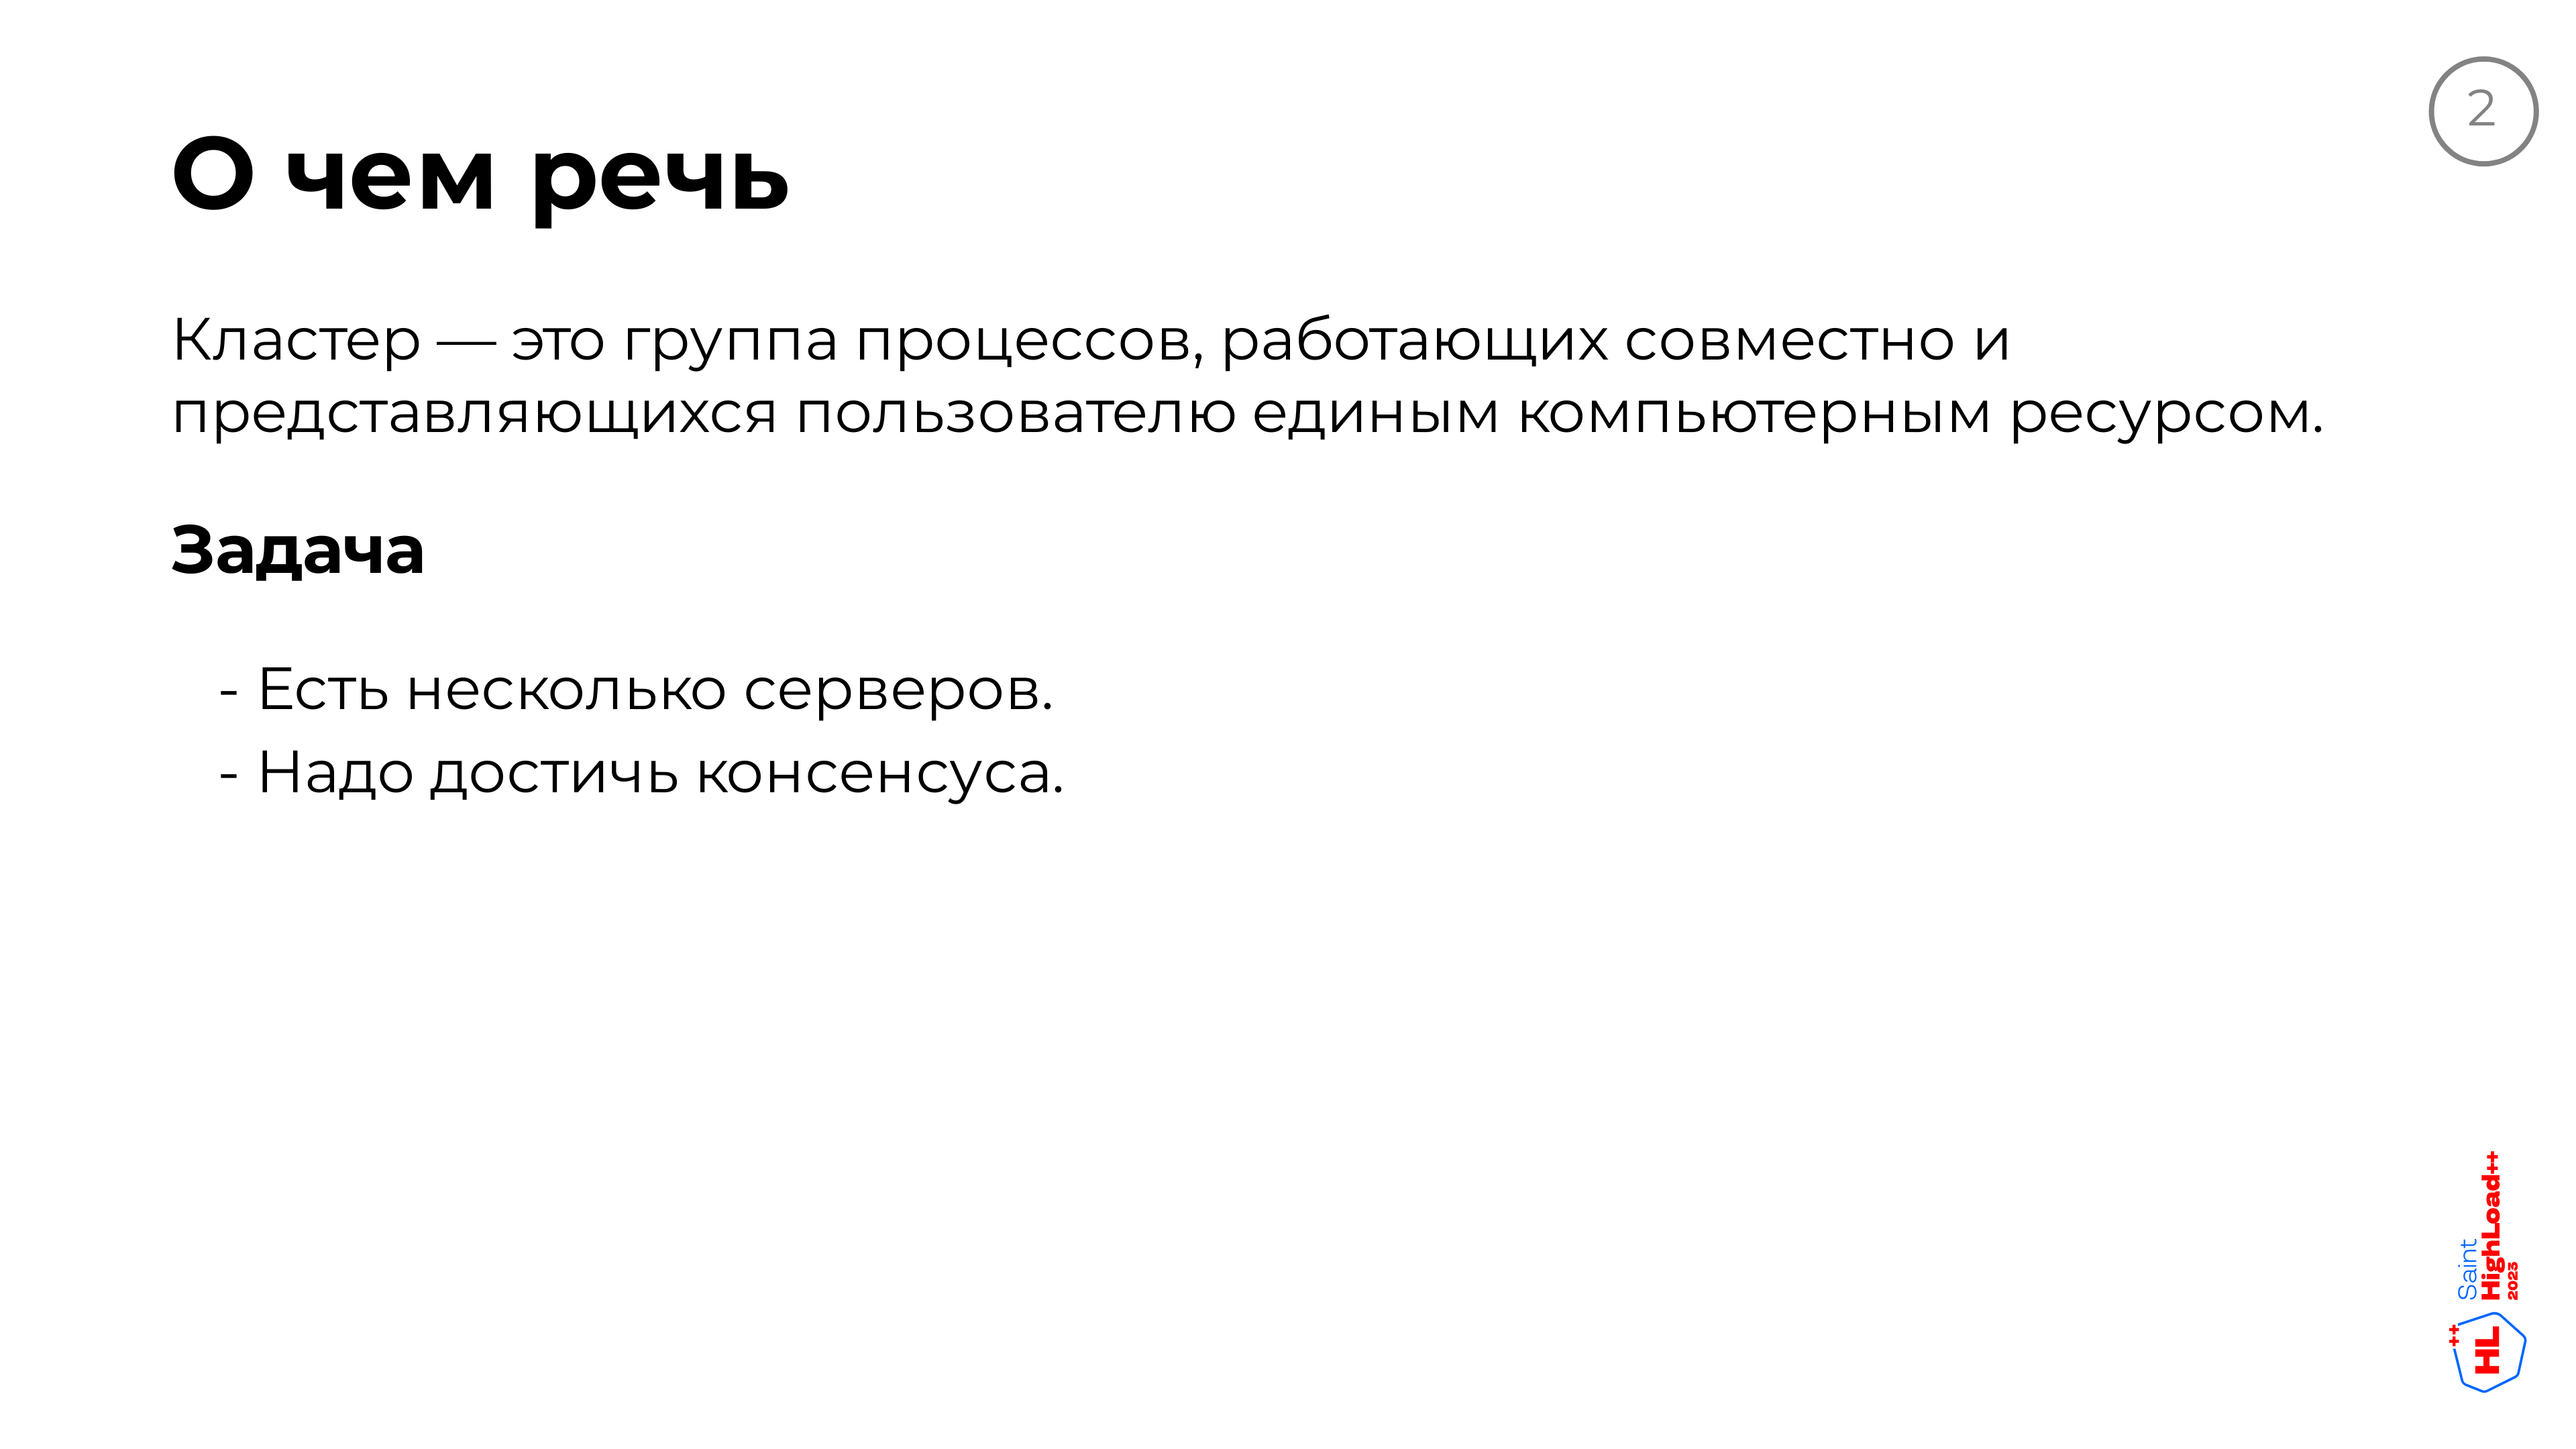 2
О чем речь
Кластер — это группа процессов, работающих совместно и
представляющихся пользователю единым компьютерным ресурсом.
Задача
- Есть несколько серверов.
- Надо достичь консенсуса.
Saint
HighLoad++
2023
HL++